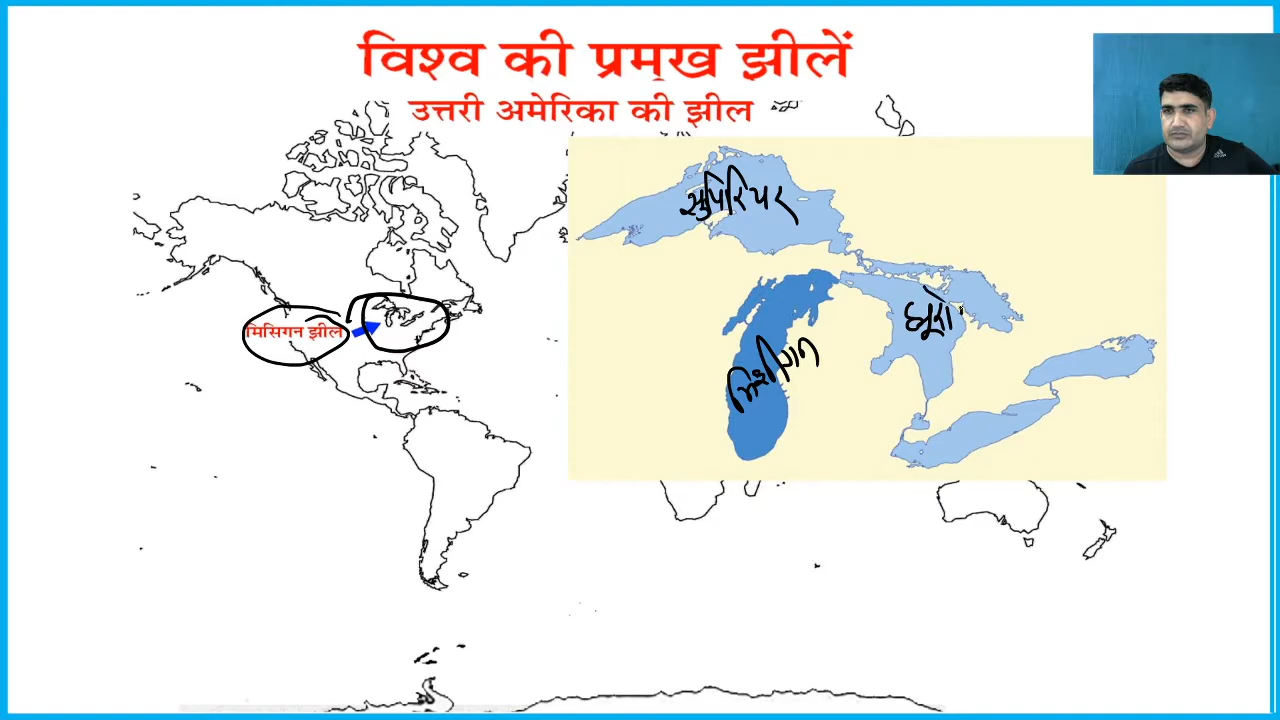 विश्व की प्रमुख झीलें
उत्तरी अमेरिका की झील
सुपिरियर
मिसिगन झील
ह्यूरो
मिशीगन